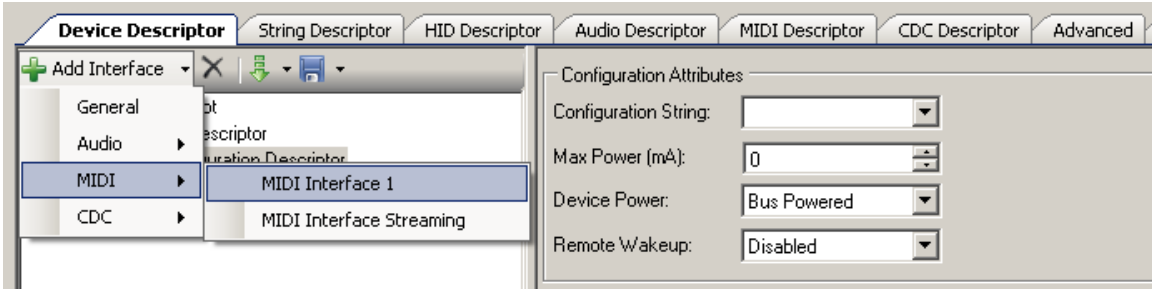 Device Descriptor String Descriptor HID Descriptor Audio Descriptor MIDI Descriptor CDC Descriptor Advanced
Add Interface
General
Audio
MIDI
CDC
MIDI Interface 1
MIDI Interface Streaming
Descriptor
Configuration Attributes
Configuration String:
Max Power (mA): 0
Device Power: Bus Powered
Remote Wakeup: Disabled